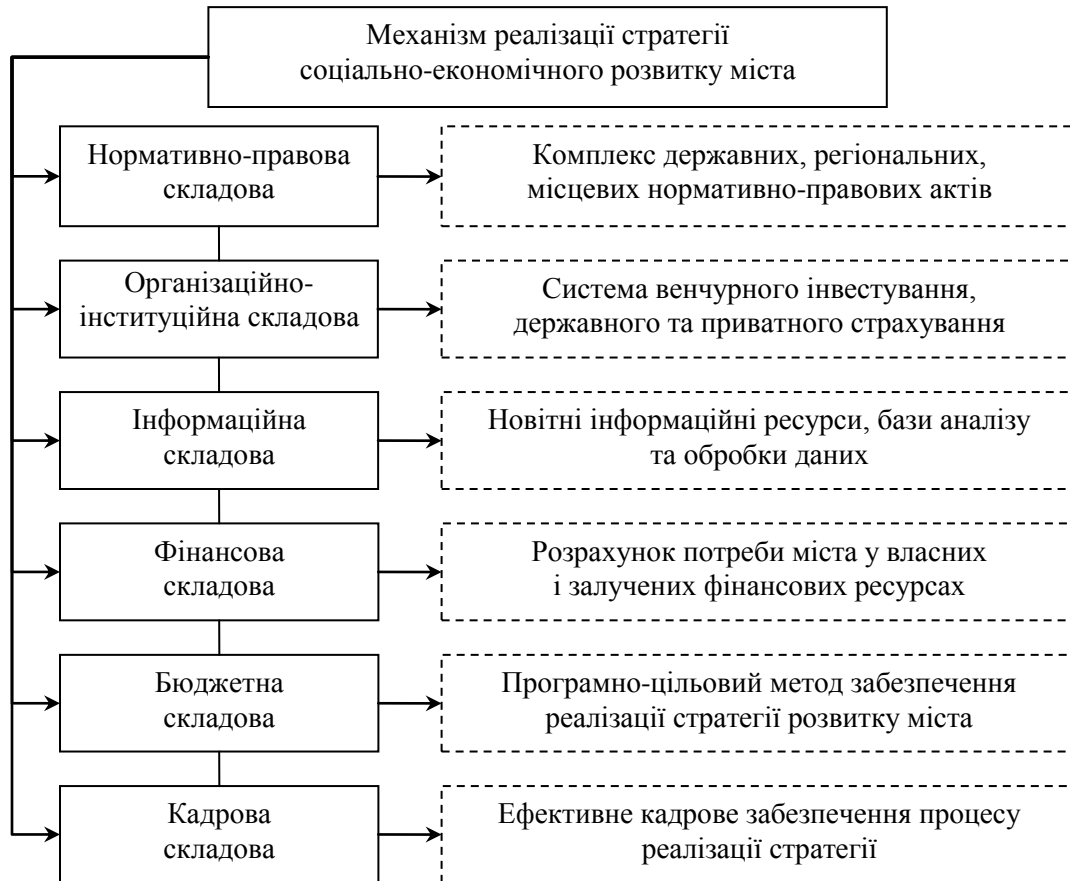 Механізм реалізації стратегії
соціально-економічного розвитку міста
Нормативно-правова
складова
Комплекс державних, регіональних,
місцевих нормативно-правових актів
Організаційно-
інституційна складова
Система венчурного інвестування,
державного та приватного страхування
Інформаційна
складова
Новітні інформаційні ресурси, бази аналізу
та обробки даних
Фінансова
складова
Розрахунок потреби міста у власних
і залучених фінансових ресурсах
Бюджетна
складова
Програмно-цільовий метод забезпечення
реалізації стратегії розвитку міста
Кадрова
складова
Ефективне кадрове забезпечення процесу
реалізації стратегії